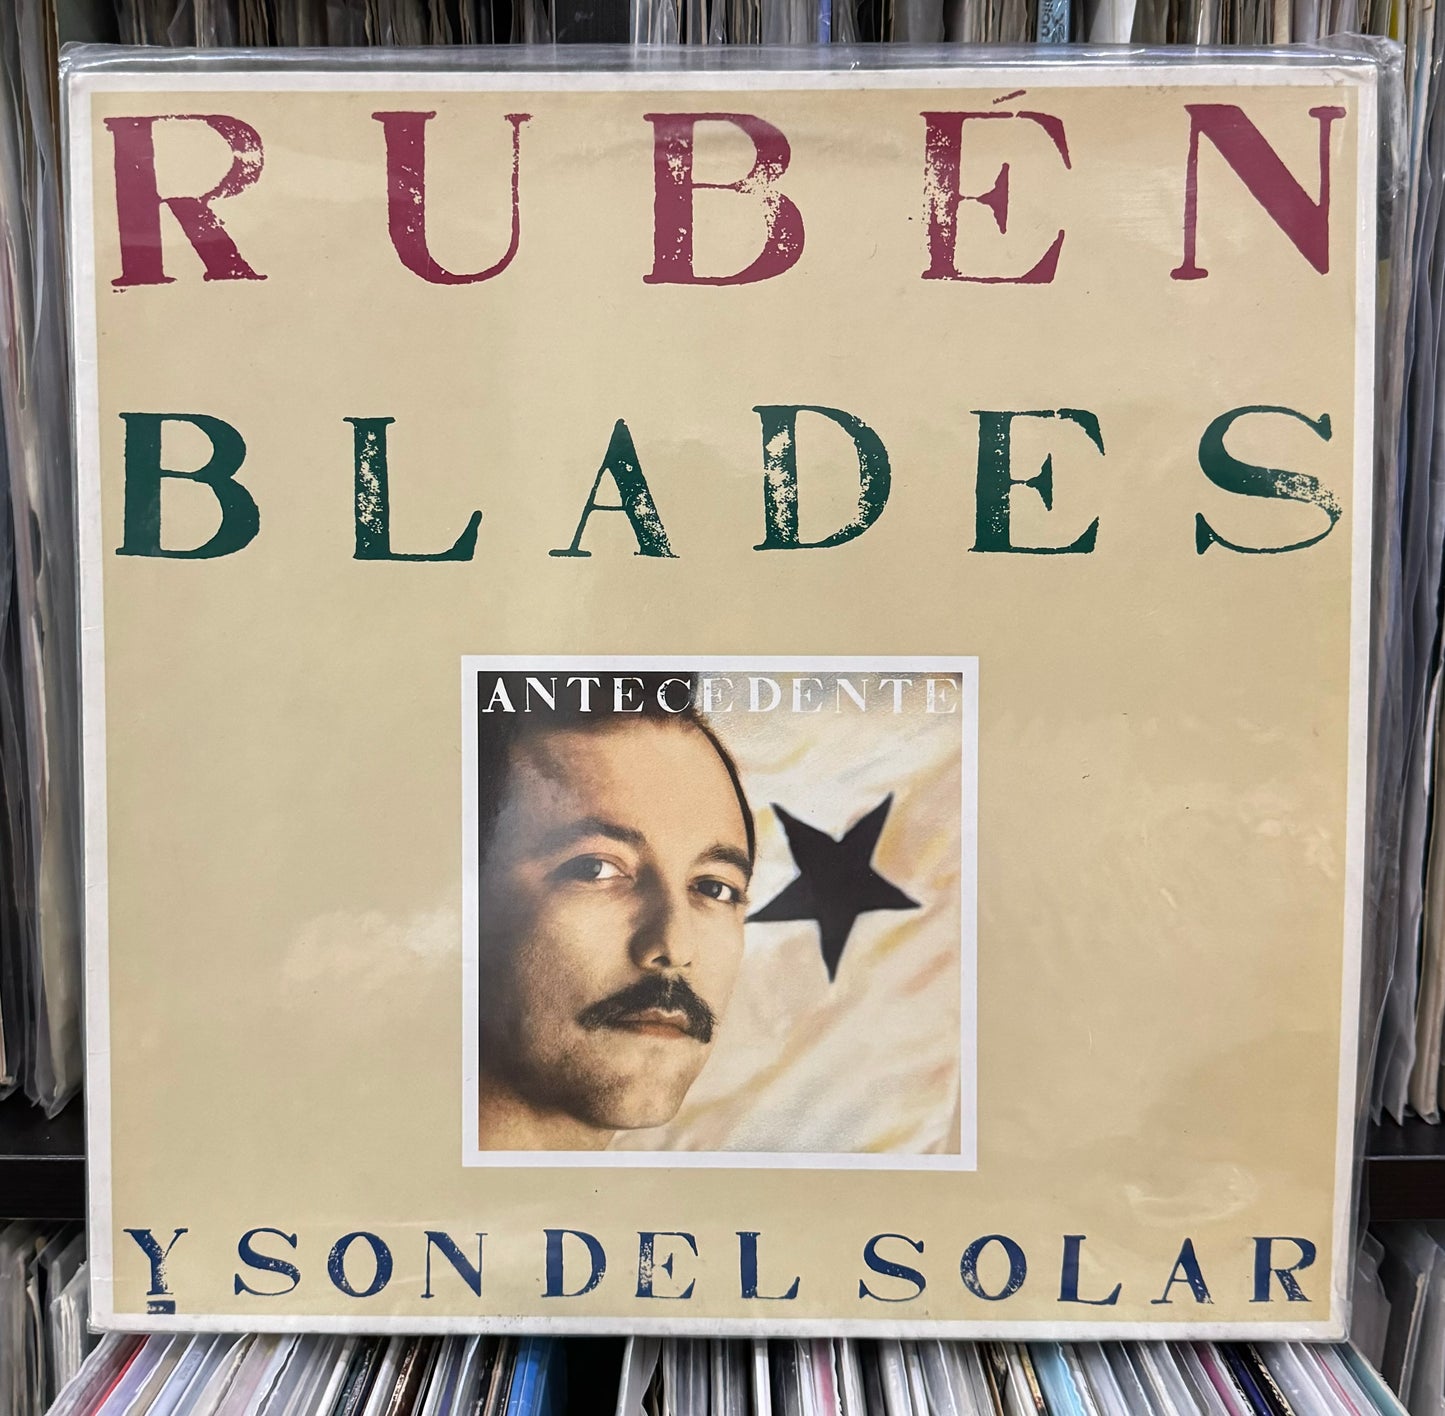 RUBÉN
BLADES
ANTECEDENTE
Y SON DEL SOLAR